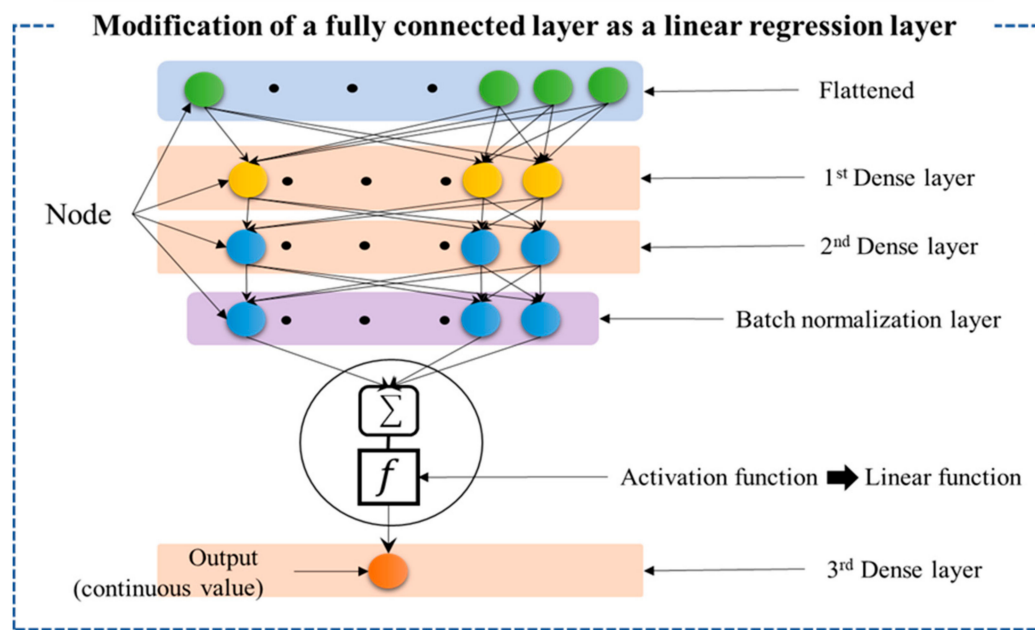 Modification of a fully connected layer as a linear regression layer
Flattened
1st Dense layer
Node
2nd Dense layer
Batch normalization layer
Σ
f
Activation function ➡ Linear function
Output
(continuous value)
3rd Dense layer